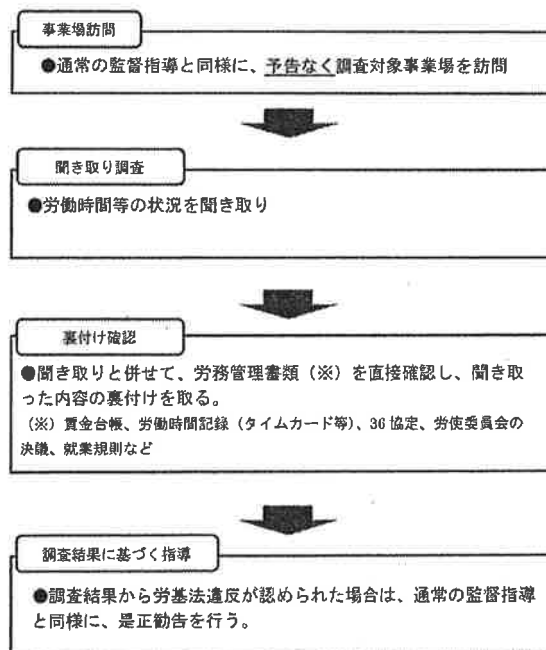 事業場訪問
●通常の監督指導と同様に、予告なく調査対象事業場を訪問
聞き取り調査
●労働時間等の状況を聞き取り
裏付け確認
●聞き取りと併せて、労務管理書類（※）を直接確認し、聞き取
った内容の裏付けを取る。
（※）賃金台帳、労働時間記録（タイムカード等）、36 協定、労使委員会の
決議、就業規則など
調査結果に基づく指導
●調査結果から労基法違反が認められた場合は、通常の監督指導
と同様に、是正勧告を行う。